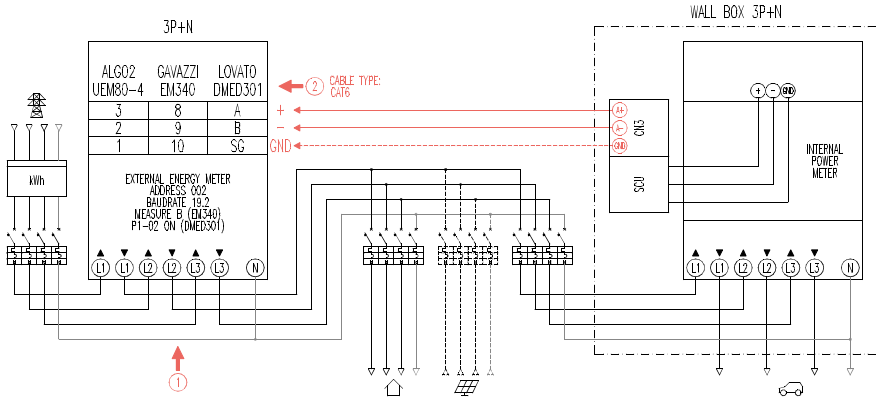 WALL BOX 3P+N
3P+N
ALGO2 GAVAZZI LOVATO
UEM80-4 EM340 DMED301
2 CABLE TYPE:
CAT6
3 8 A +
2 9 B -
1 10 SG GND
A+
A-
GND
CN3
SCU
+ - GND
INTERNAL
POWER
METER
kWh
EXTERNAL ENERGY METER
ADDRESS 002
BAUDRATE 19.2
MEASURE B (EM340)
P1-02 ON (DMED301)
L1 L1 L2 L2 L3 L3 N
L1 L1 L2 L2 L3 L3 N
1